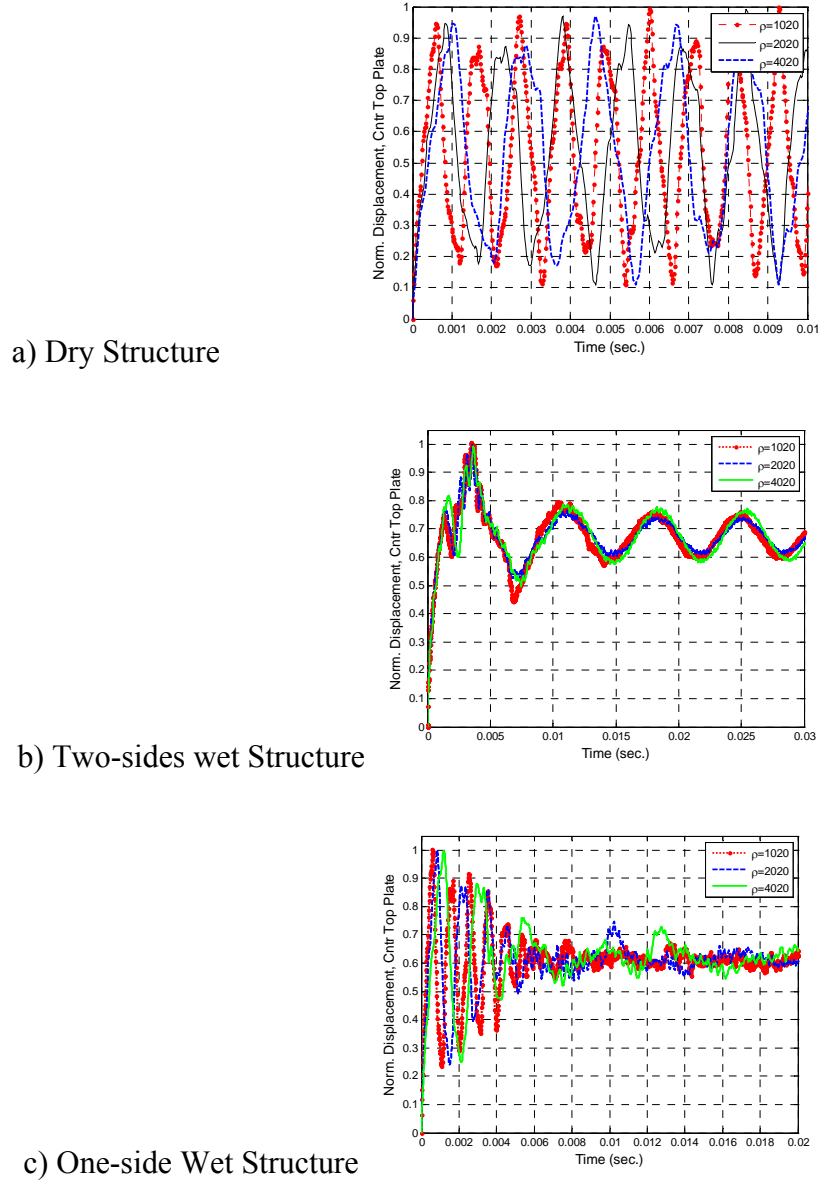 ρ=1020
ρ=2020
ρ=4020
Norm. Displacement, Cntr Top Plate
1
0.9
0.8
0.7
0.6
0.5
0.4
0.3
0.2
0.1
0
0 0.001 0.002 0.003 0.004 0.005 0.006 0.007 0.008 0.009 0.01
Time (sec.)
a) Dry Structure
ρ=1020
ρ=2020
ρ=4020
Norm. Displacement, Cntr Top Plate
1
0.9
0.8
0.7
0.6
0.5
0.4
0.3
0.2
0.1
0
0 0.005 0.01 0.015 0.02 0.025 0.03
Time (sec.)
b) Two-sides wet Structure
ρ=1020
ρ=2020
ρ=4020
Norm. Displacement, Cntr Top Plate
1
0.9
0.8
0.7
0.6
0.5
0.4
0.3
0.2
0.1
0
0 0.002 0.004 0.006 0.008 0.01 0.012 0.014 0.016 0.018 0.02
Time (sec.)
c) One-side Wet Structure